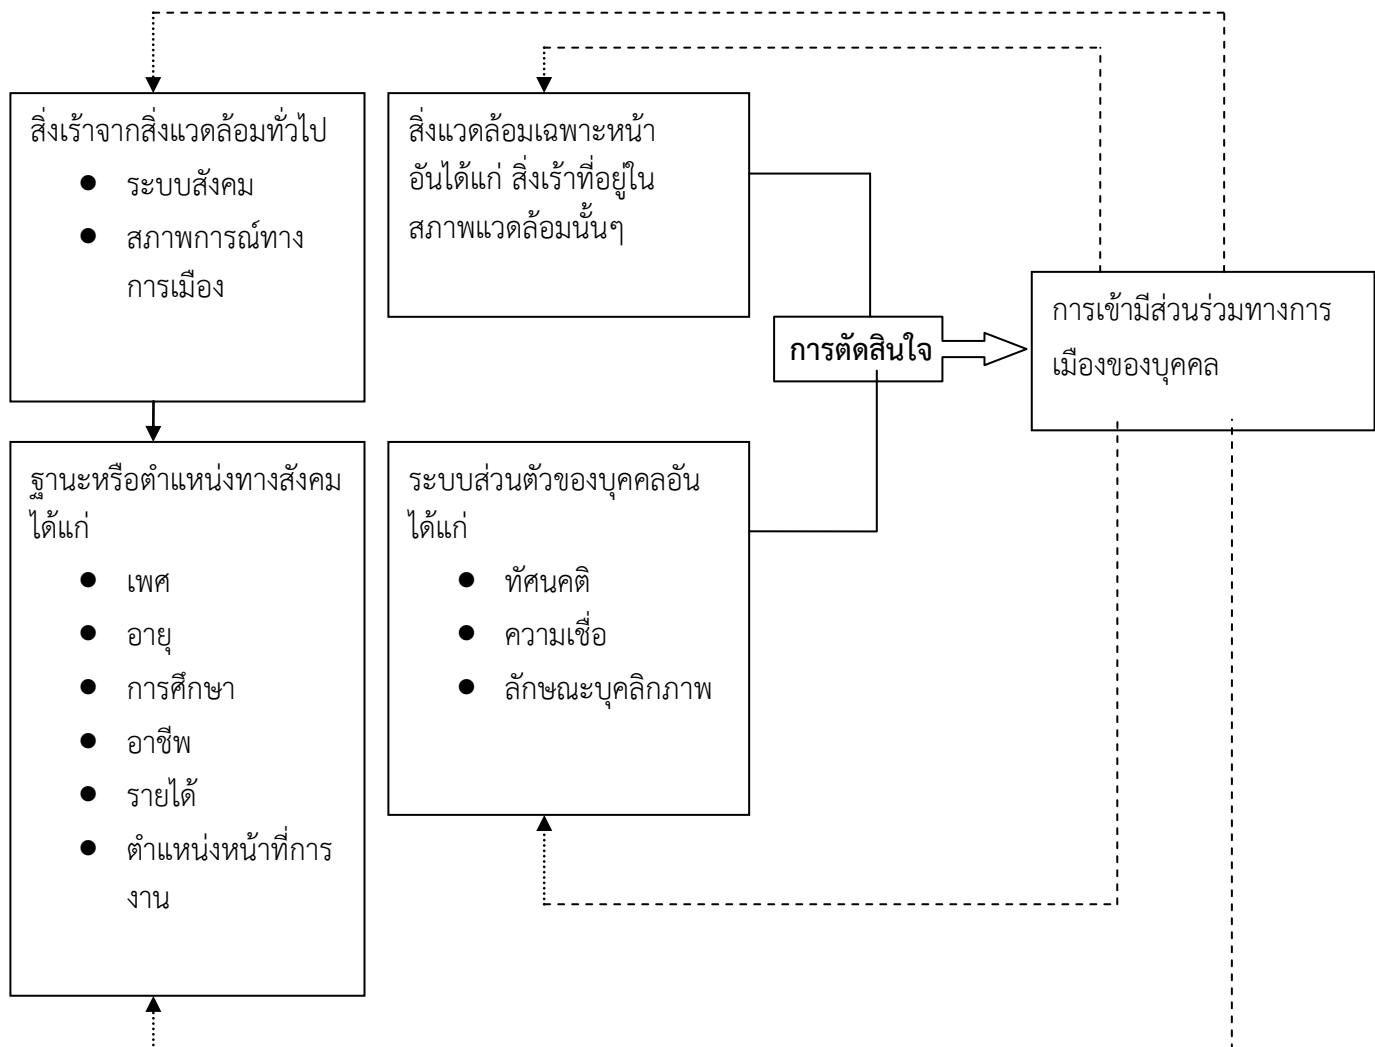 สิ่งเร้าจากสิ่งแวดล้อมทั่วไป
● ระบบสังคม
● สภาพการณ์ทาง
การเมือง
สิ่งแวดล้อมเฉพาะหน้า
อันได้แก่ สิ่งเร้าที่อยู่ใน
สภาพแวดล้อมนั้นๆ
การตัดสินใจ
การเข้ามีส่วนร่วมทางการ
เมืองของบุคคล
ฐานะหรือตำแหน่งทางสังคม
ได้แก่
● เพศ
● อายุ
● การศึกษา
● อาชีพ
● รายได้
● ตำแหน่งหน้าที่การ
งาน
ระบบส่วนตัวของบุคคลอัน
ได้แก่
● ทัศนคติ
● ความเชื่อ
● ลักษณะบุคลิกภาพ